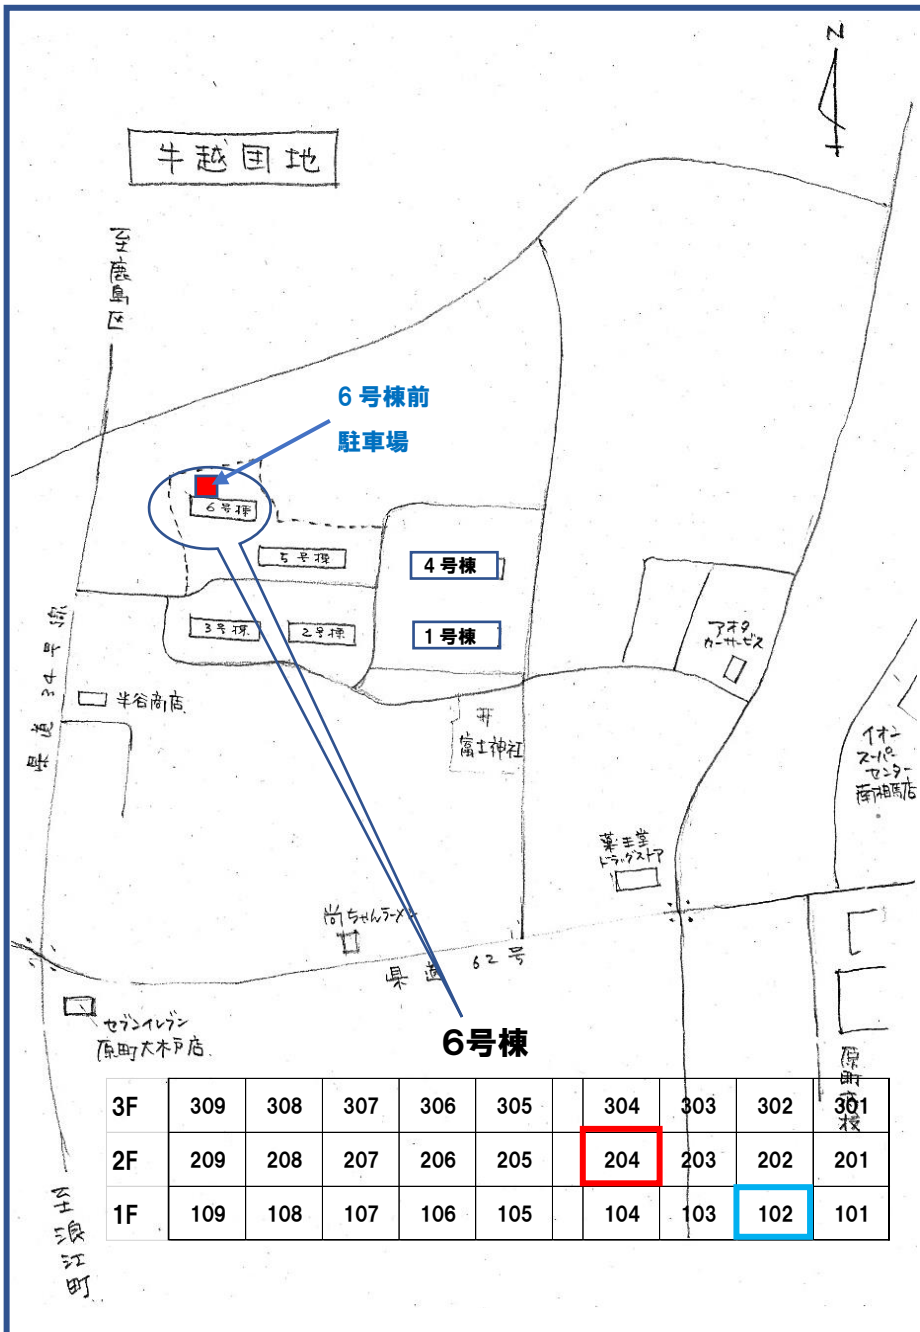 N
牛越団地
至鹿島区
6号棟前
駐車場
6号棟
5号棟
4号棟
3号棟
2号棟
1号棟
県道34号線
半谷商店
富士神社
アオタ
カーサービス
イオン
スーパー
センター
南相馬店
薬王堂
ドラッグストア
尚ちゃんラーメン
県道 62号
セブンイレブン
原町大木戸店
6号棟
原町高校
3F 309 308 307 306 305 304 303 302 301
2F 209 208 207 206 205 204 203 202 201
1F 109 108 107 106 105 104 103 102 101
至浪江町